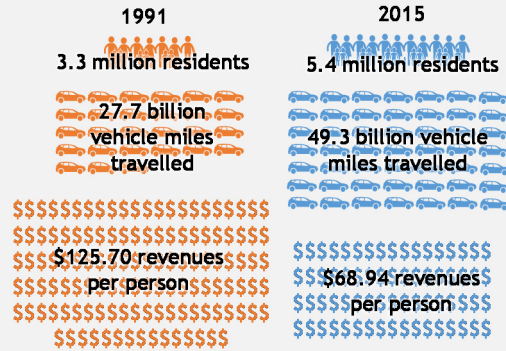 1991
3.3 million residents
27.7 billion
vehicle miles
travelled
$125.70 revenues
per person
2015
5.4 million residents
49.3 billion vehicle
miles travelled
$68.94 revenues
per person